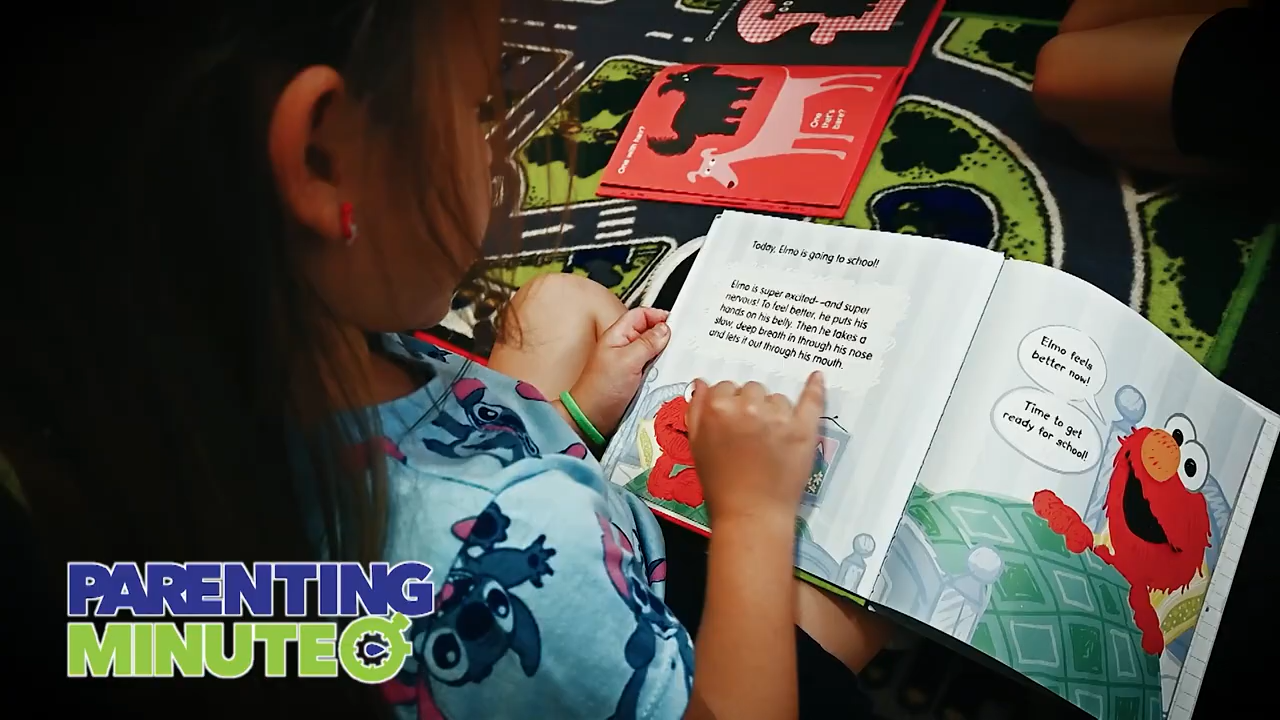 One with hair?
One
that's
bare?
Today, Elmo is going to school!
Elmo is super excited- -and super
nervous! To feel better, he puts his
hands on his belly. Then he takes a
slow, deep breath in through his nose
and lets it out through his mouth.
Elmo feels
better now!
Time to get
ready for school!
PARENTING
MINUTE